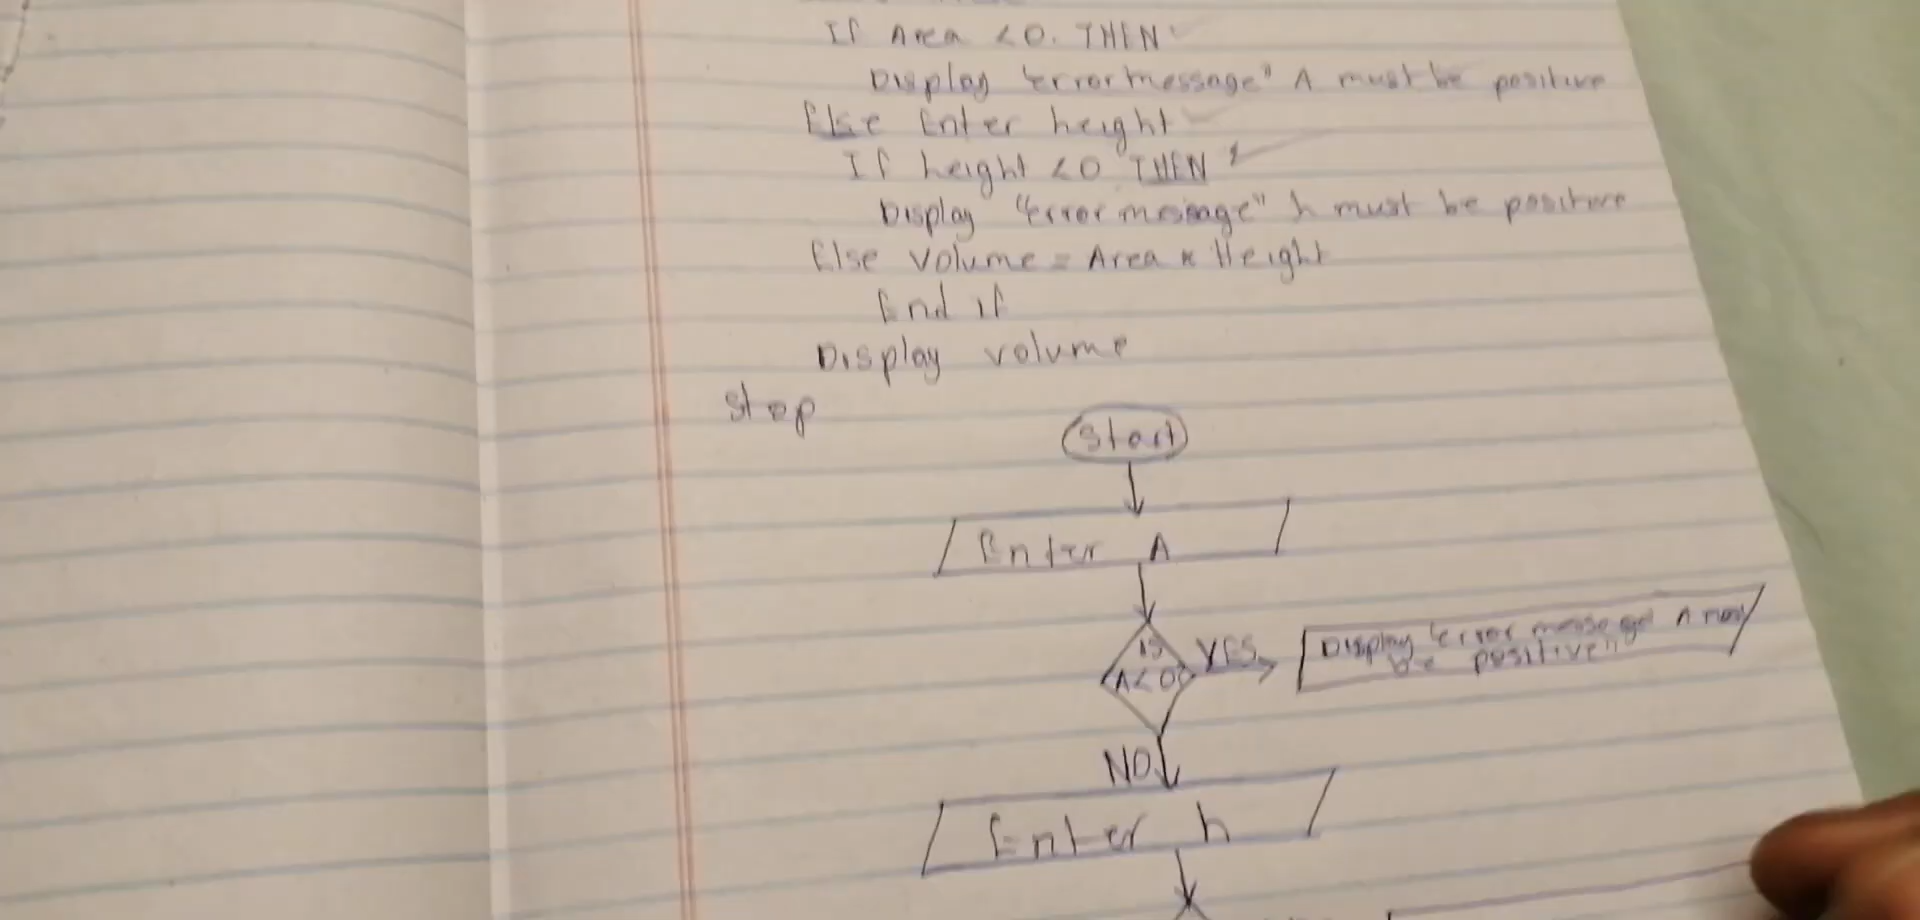 If Area <0. THEN
Display "error message" A must be positive
Else Enter height
If height <0 THEN
Display "error message" h must be positive
Else Volume = Area * Height
End if
Display volume
Stop
Start
Enter A
Is
A<0?
YES
Display "error message A must
be positive"
NO
Enter h